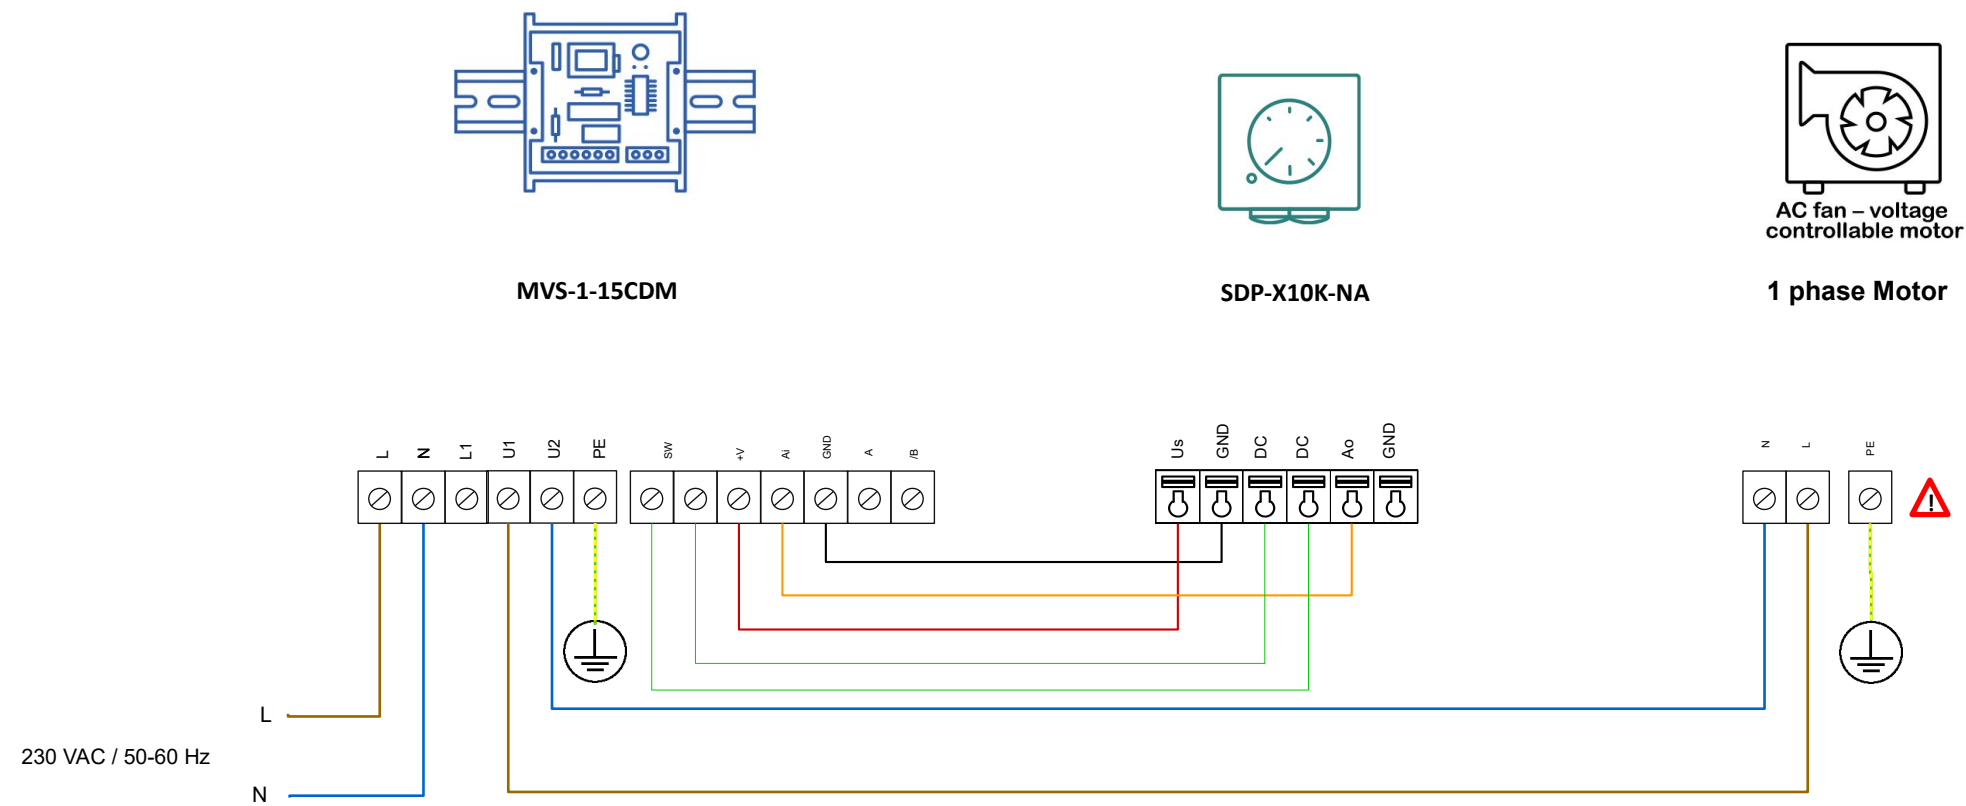 AC fan – voltage
controllable motor
MVS-1-15CDM
SDP-X10K-NA
1 phase Motor
L N L1 U1 U2 PE SW +V Ai GND A /B
Us GND DC DC Ao GND
N L PE
L
230 VAC / 50-60 Hz
N